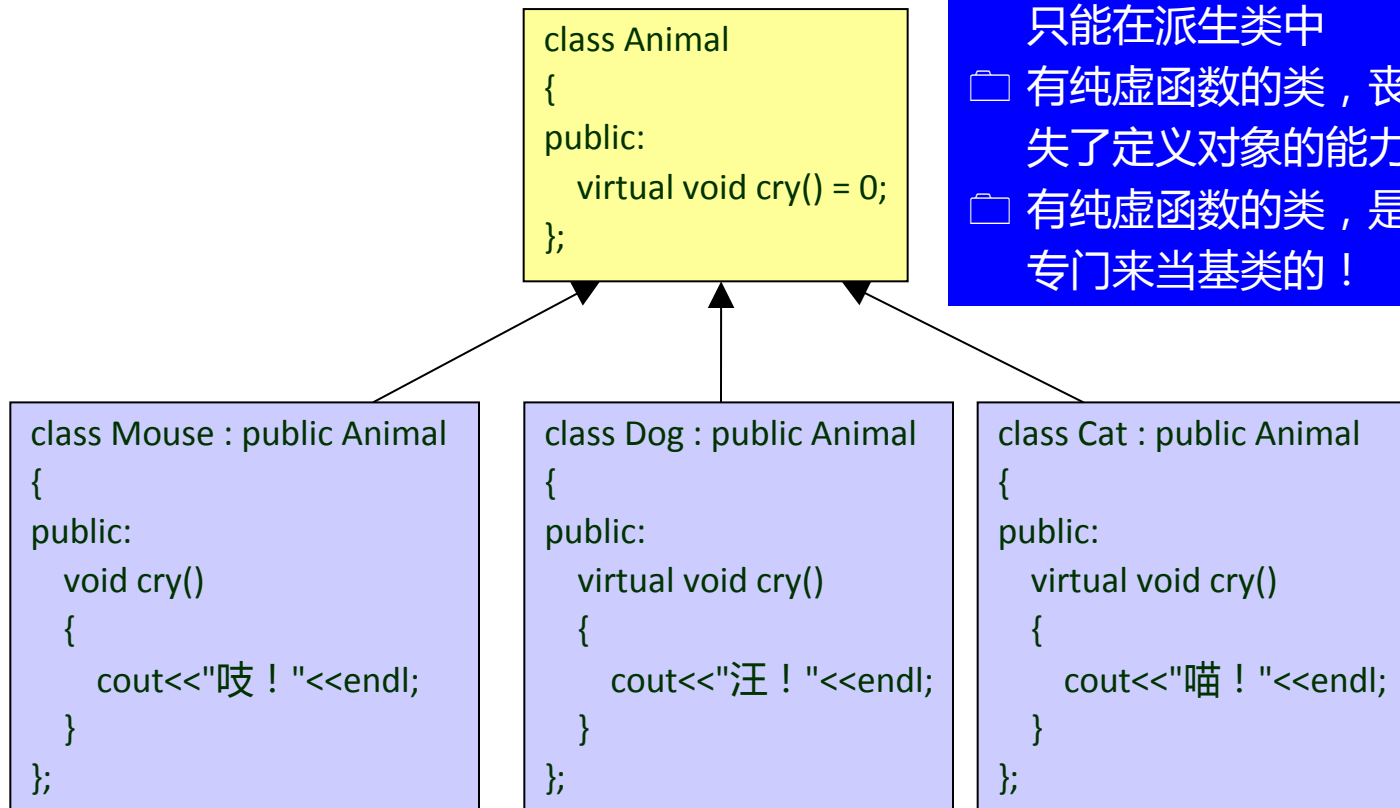 class Animal
{
public:
virtual void cry() = 0;
};
只能在派生类中
有纯虚函数的类，丧
失了定义对象的能力
有纯虚函数的类，是
专门来当基类的！
class Mouse : public Animal
{
public:
void cry()
{
cout<<"吱！"<<endl;
}
};
class Dog : public Animal
{
public:
virtual void cry()
{
cout<<"汪！"<<endl;
}
};
class Cat : public Animal
{
public:
virtual void cry()
{
cout<<"喵！"<<endl;
}
};